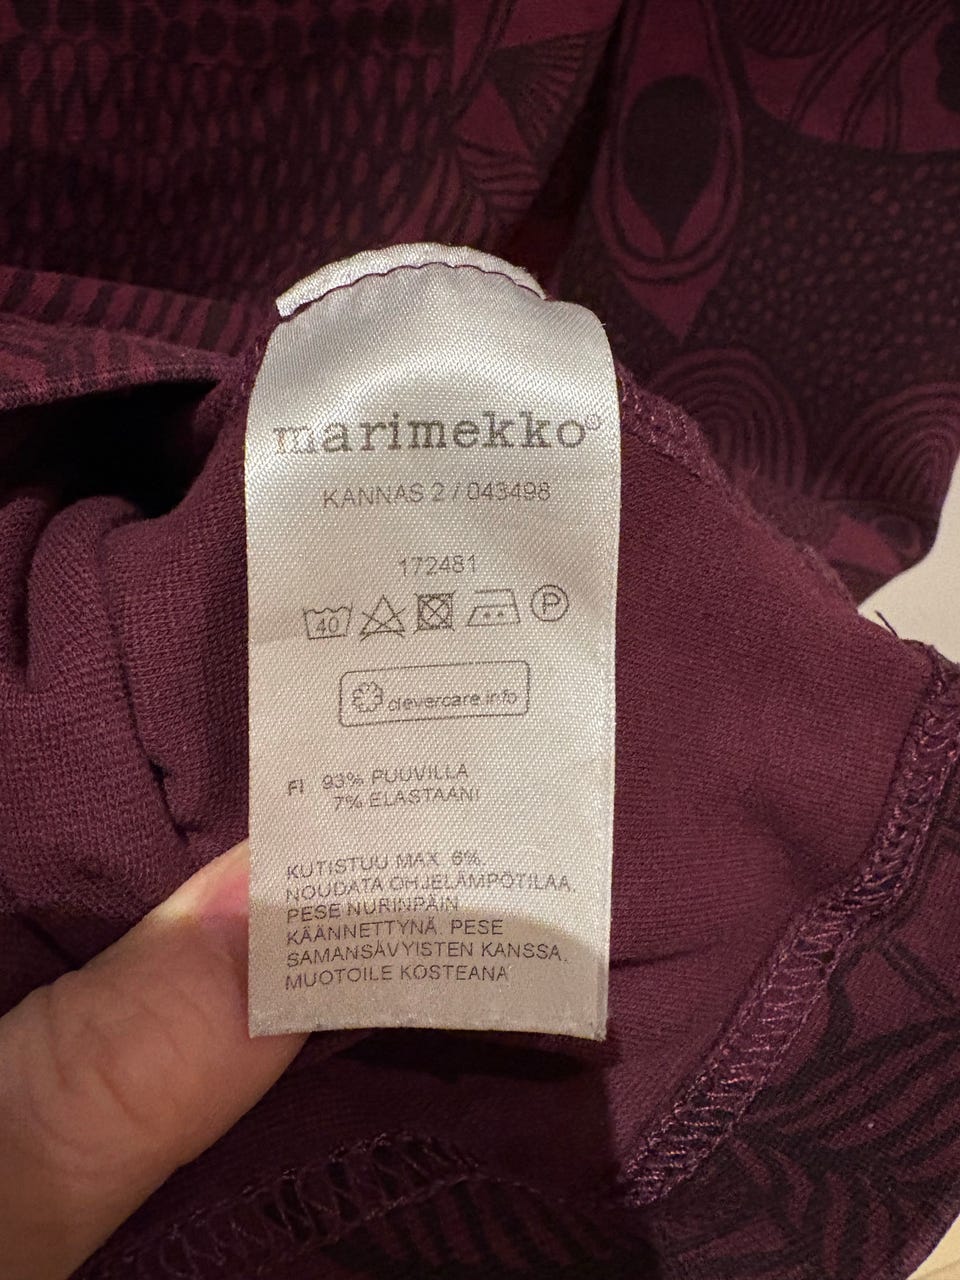 marimekko®
KANNAS 2 / 043498
172481
40 P
clevercare.info
FI 93% PUUVILLA
7% ELASTAANI
KUTISTUU MAX 6%.
NOUDATA OHJELÄMPÖTILAA.
PESE NURINPÄIN
KÄÄNNETTYNÄ. PESE
SAMANSÄVYISTEN KANSSA.
MUOTOILE KOSTEANA